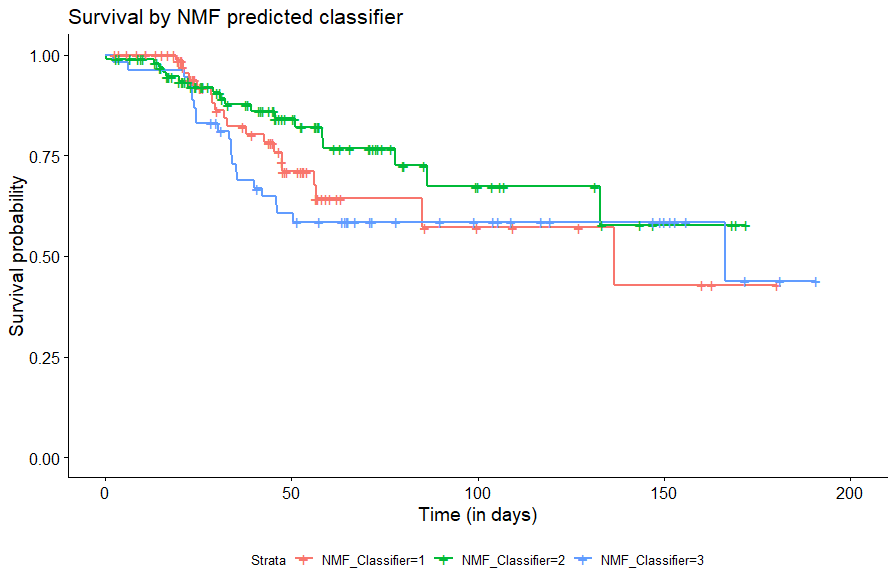 Survival by NMF predicted classifier
Survival probability
1.00
0.75
0.50
0.25
0.00
0 50 100 150 200
Time (in days)
Strata NMF_Classifier=1 NMF_Classifier=2 NMF_Classifier=3